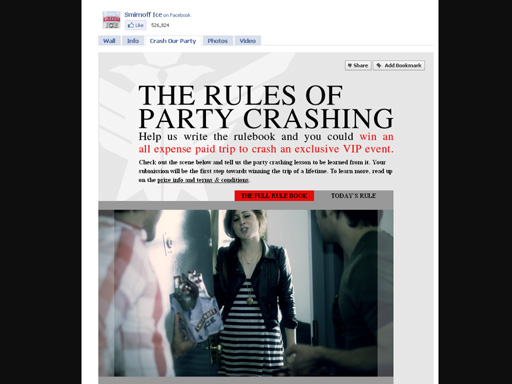 Smirnoff Ice on Facebook
Like 526,824
Wall Info Crash Our Party Photos Video
Share Add Bookmark
THE RULES OF
PARTY CRASHING
Help us write the rulebook and you could win an
all expense paid trip to crash an exclusive VIP event.
Check out the scene below and tell us the party crashing lesson to be learned from it. Your
submission will be the first step towards winning the trip of a lifetime. To learn more, read up
on the prize info and terms & conditions.
THE FULL RULE BOOK TODAY'S RULE